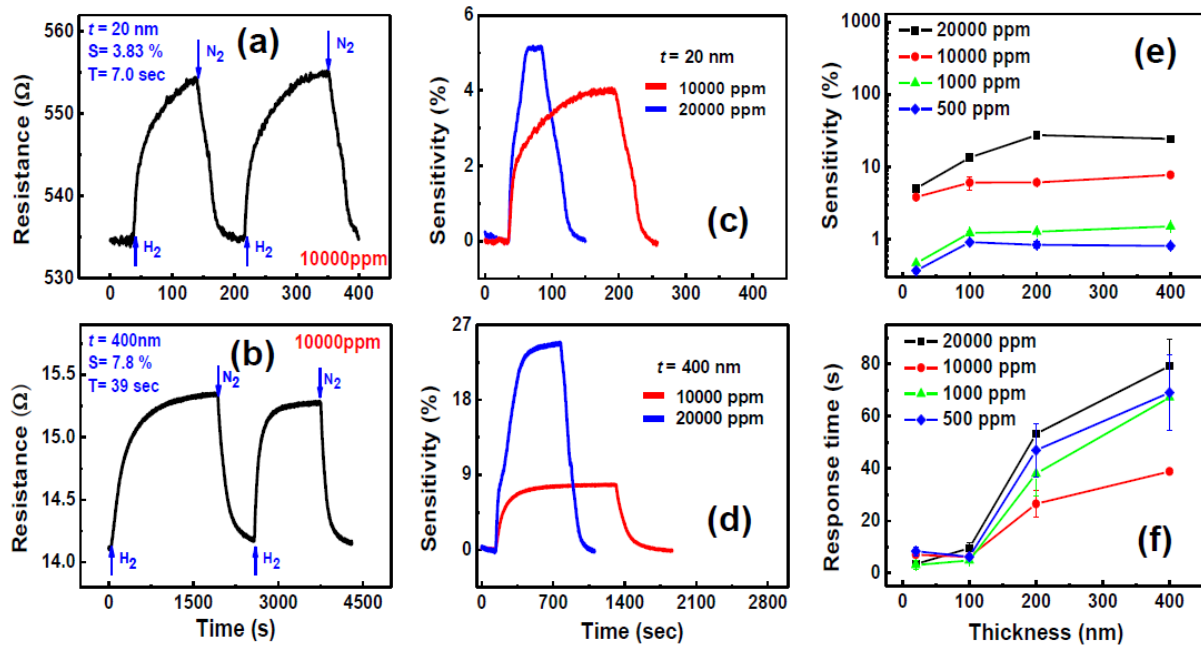 t = 20 nm
S= 3.83 %
T= 7.0 sec
N2
(a)
N2
H2
H2
10000ppm
560
550
540
530
0
100
200
300
400
Resistance (Ω)
6
4
2
0
Sensitivity (%)
t = 20 nm
10000 ppm
20000 ppm
(c)
0
100
200
300
400
1000
100
10
1
Sensitivity (%)
20000 ppm
10000 ppm
1000 ppm
500 ppm
(e)
0
100
200
300
400
t = 400nm
S= 7.8 %
T= 39 sec
(b)
10000ppm
N2
N2
H2
H2
15.5
15.0
14.5
14.0
Resistance (Ω)
0
1500
3000
4500
Time (s)
27
18
9
0
Sensitivity (%)
t = 400 nm
10000 ppm
20000 ppm
(d)
0
700
1400
2100
2800
Time (sec)
80
60
40
20
0
Response time (s)
20000 ppm
10000 ppm
1000 ppm
500 ppm
(f)
0
100
200
300
400
Thickness (nm)